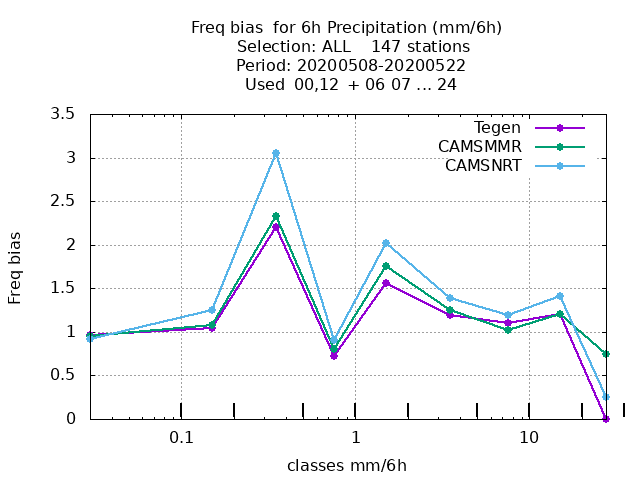 Freq bias  for 6h Precipitation (mm/6h)
Selection: ALL    147 stations
Period: 20200508-20200522
Used  00,12  + 06 07 ... 24
Tegen
CAMSMMR
CAMSNRT
3.5
3
2.5
2
1.5
1
0.5
0
Freq bias
0.1 1 10
classes mm/6h